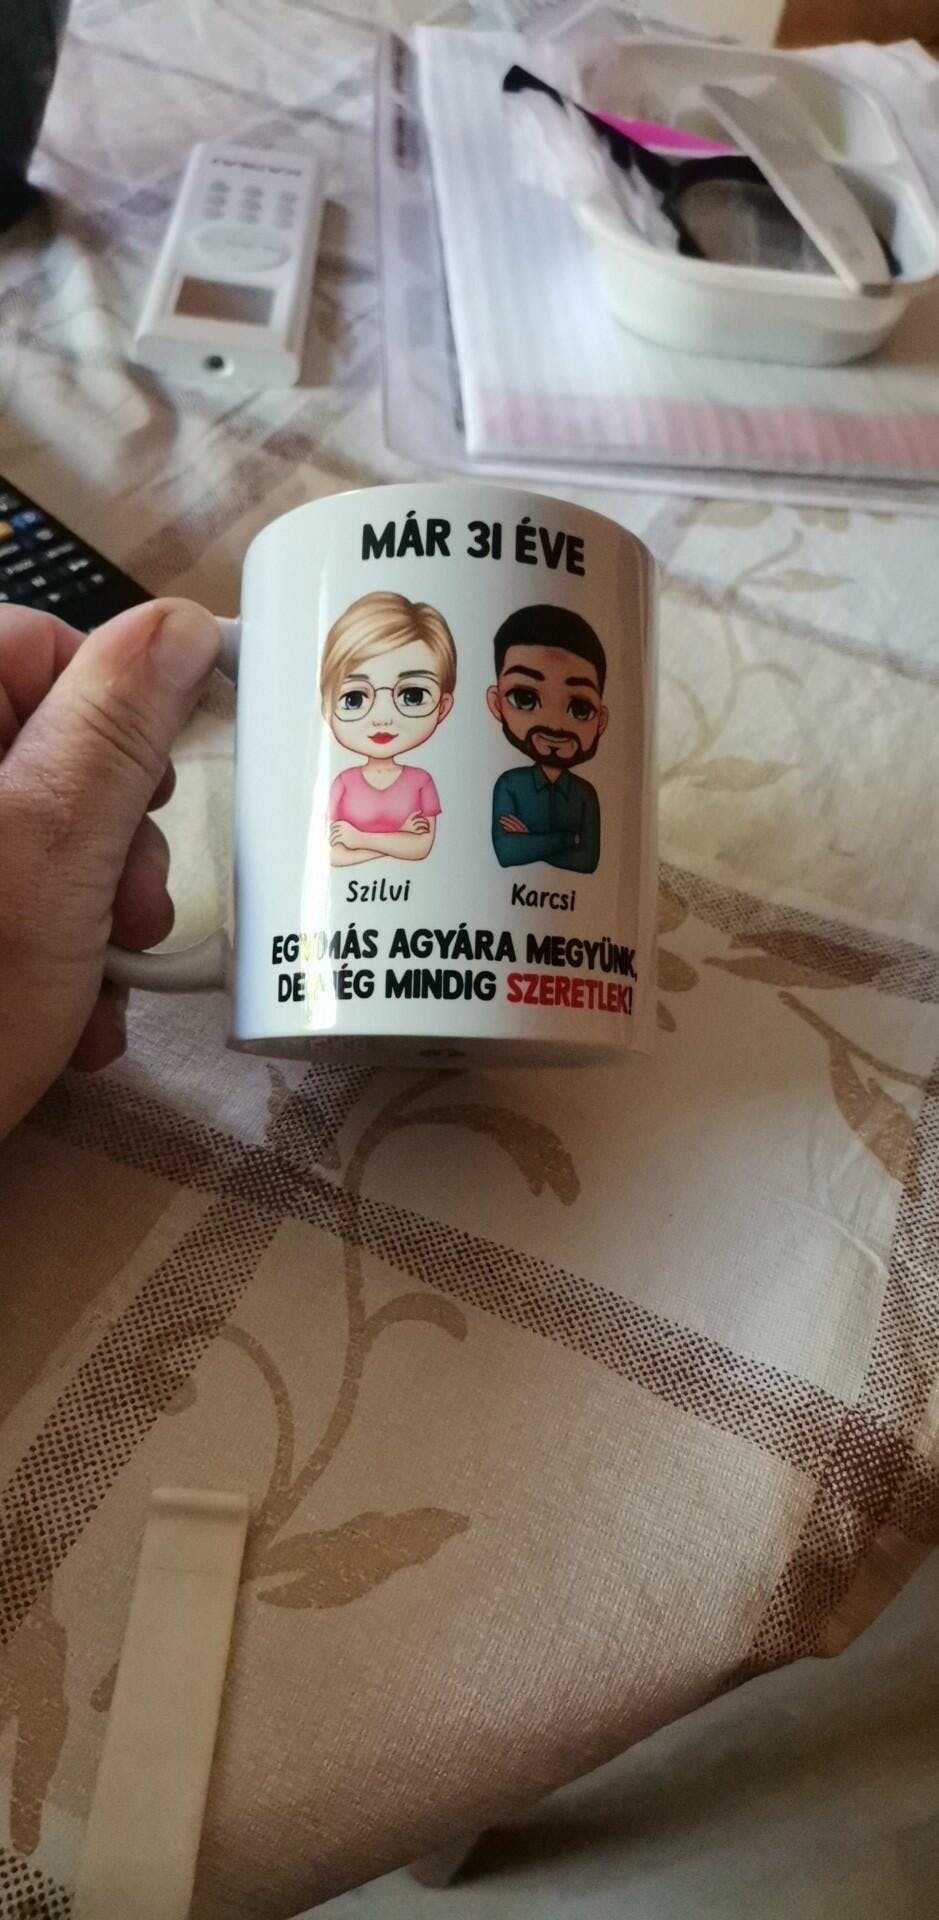 MÁR 31 ÉVE
Szilvi Karcsi
EGYMÁS AGYÁRA MEGYÜNK,
DE MÉG MINDIG SZERETLEK!